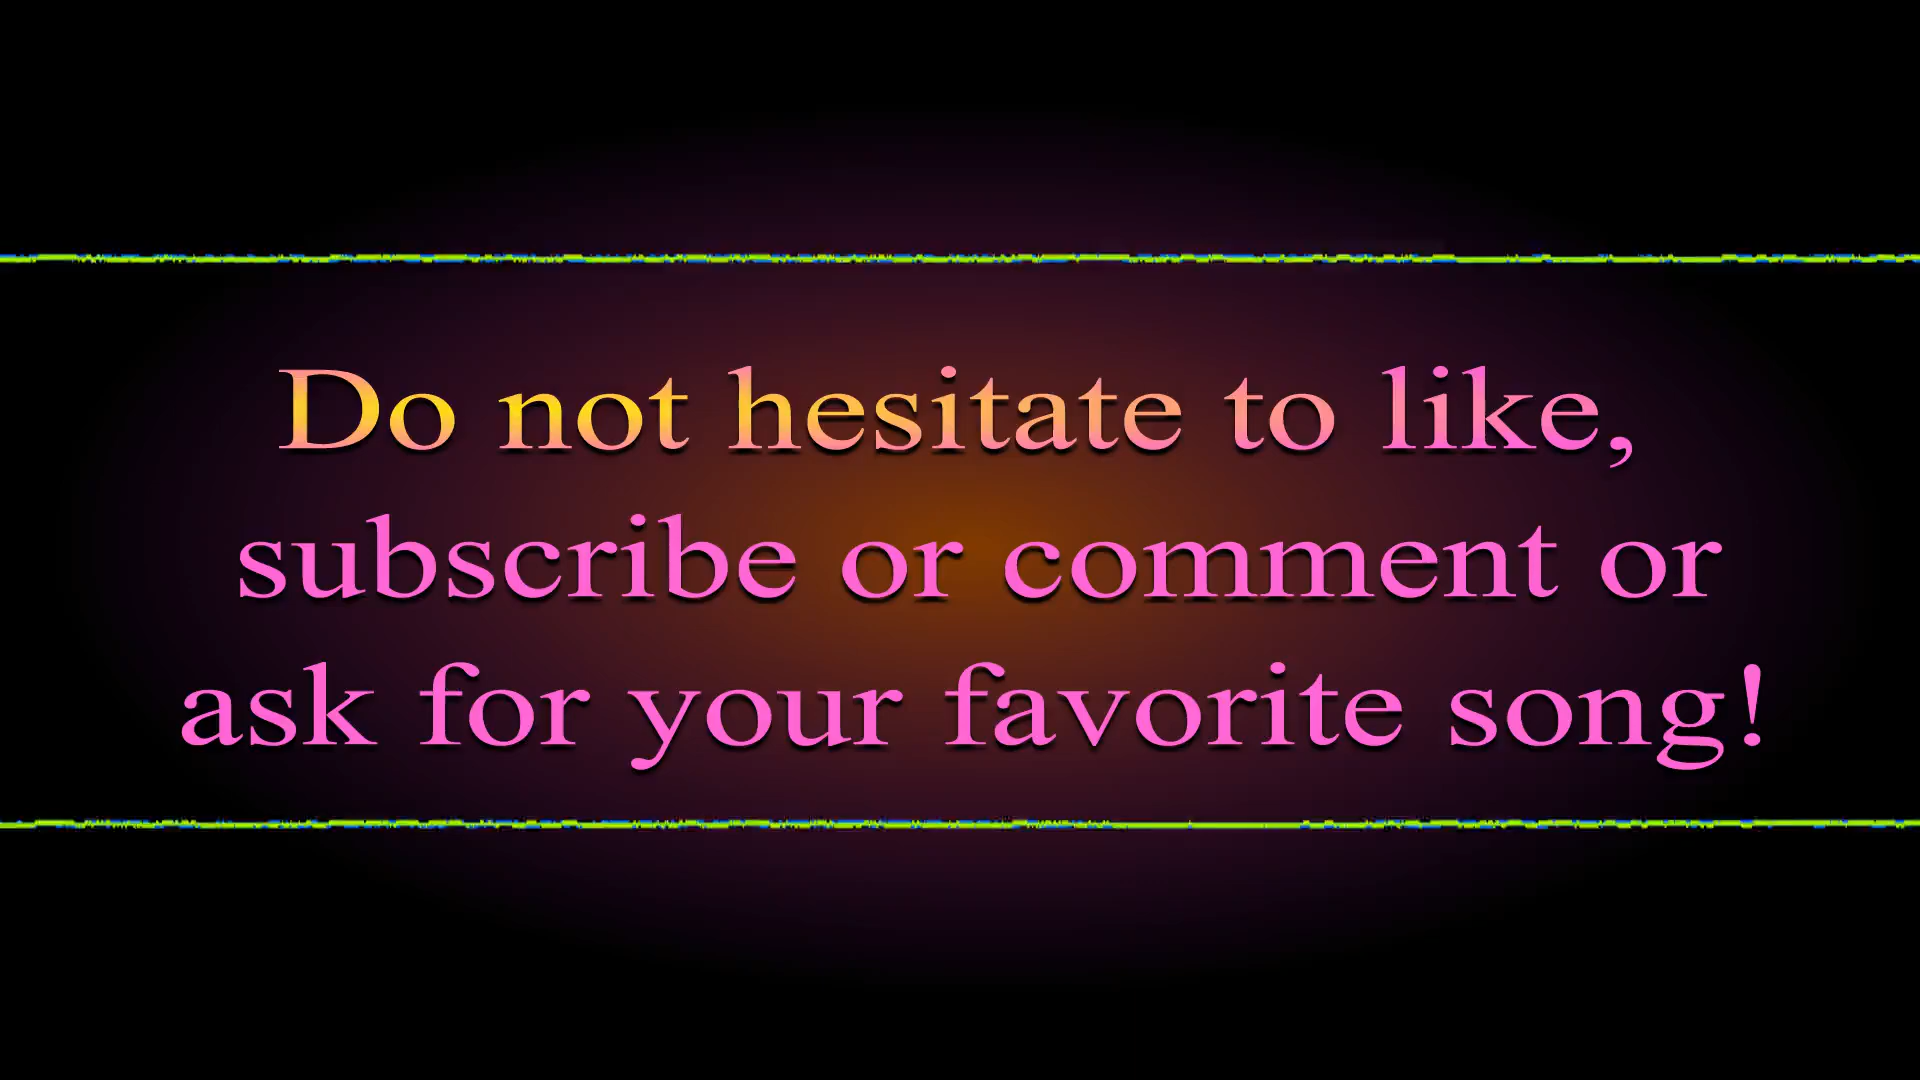 Do not hesitate to like,
subscribe or comment or
ask for your favorite song!